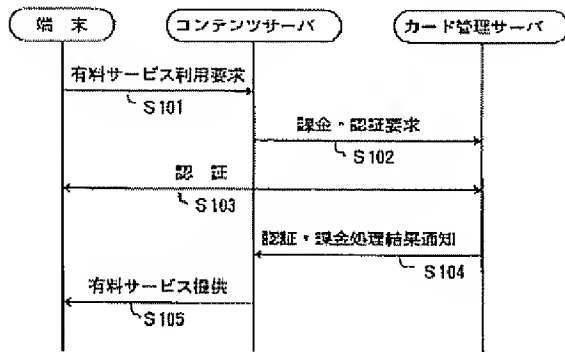 端 末
コンテンツサーバ
カード管理サーバ
有料サービス利用要求
S101
課金・認証要求
S102
認 証
S103
認証・課金処理結果通知
S104
有料サービス提供
S105